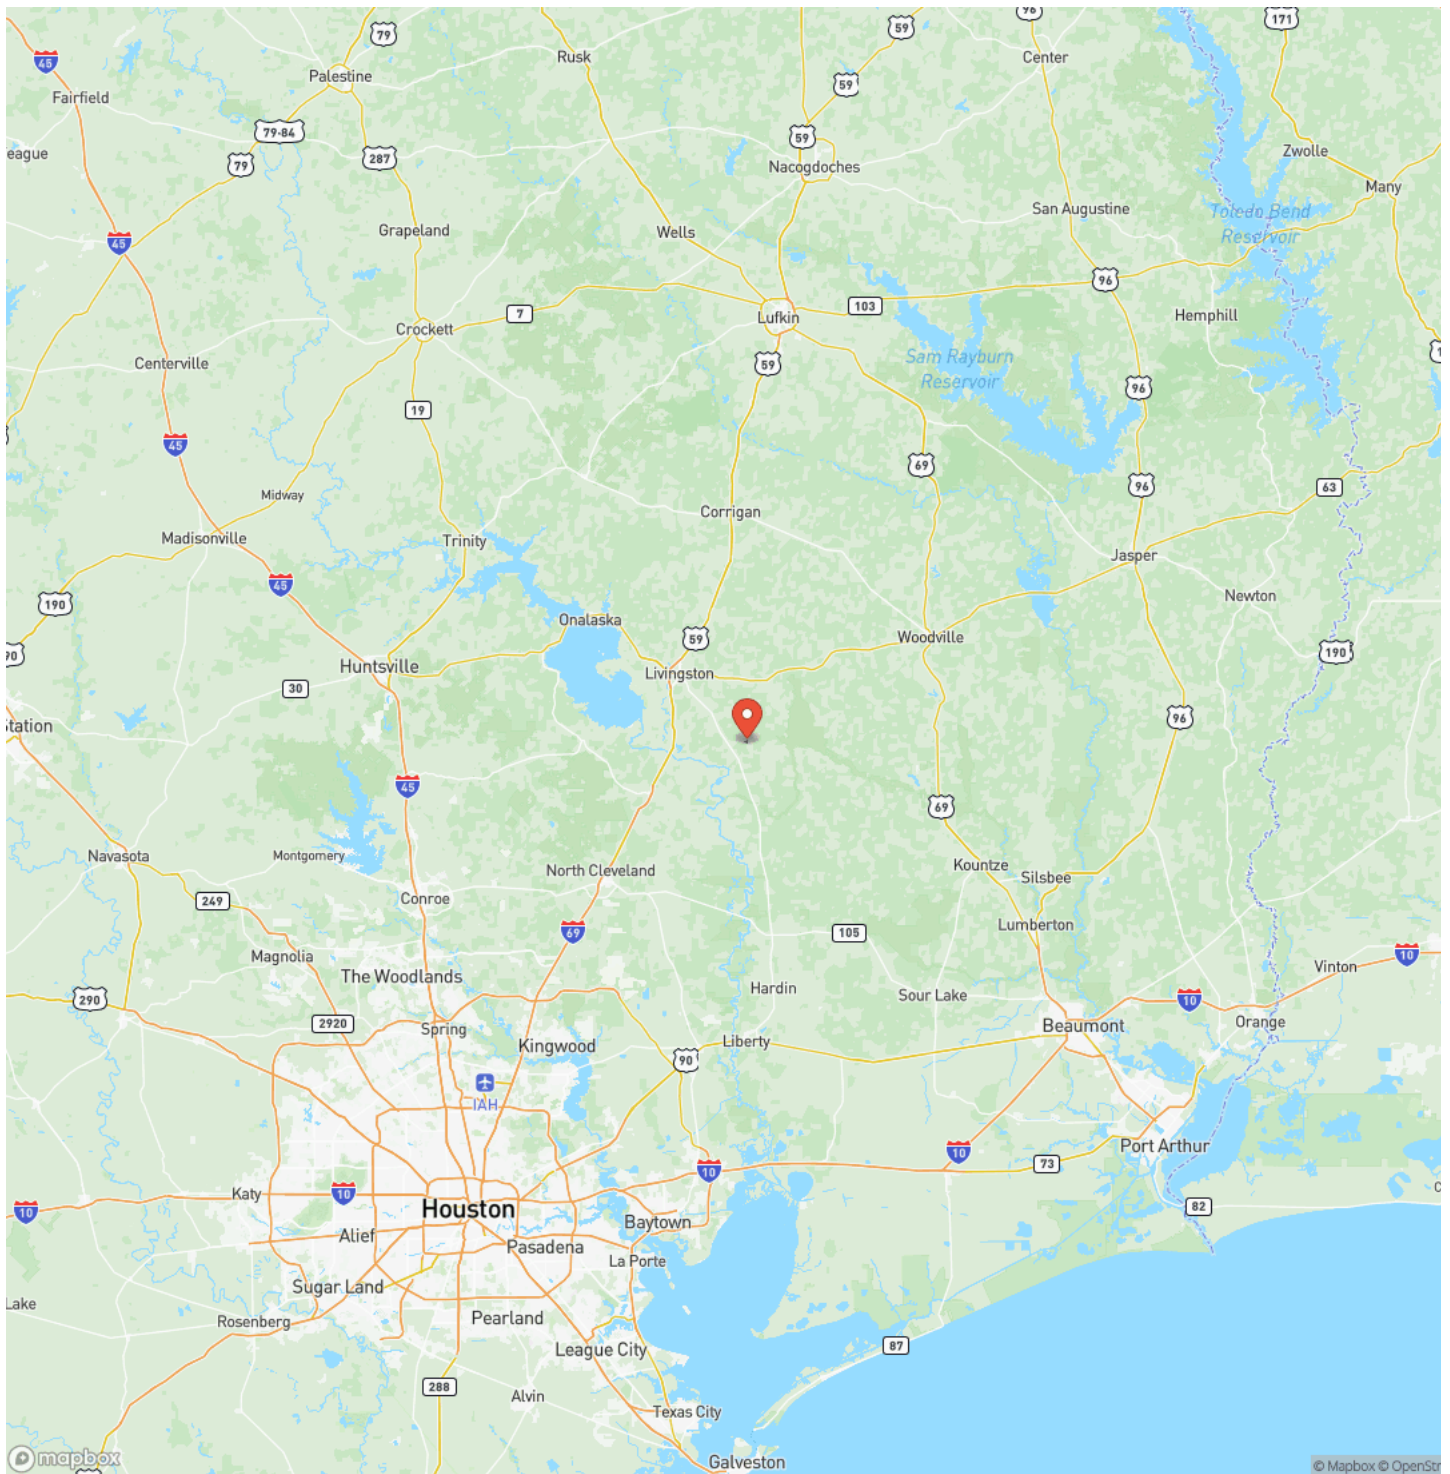 96
171
79
59
45
Rusk
Center
Palestine
59
Fairfield
79-84
59
eague
79
287
Nacogdoches
Zwolle
Many
San Augustine
Toledo Bend
Reservoir
Grapeland
Wells
45
96
103
7
Lufkin
Hemphill
Crockett
Centerville
59
Sam Rayburn
Reservoir
96
19
45
69
96
63
Midway
Corrigan
Madisonville
Trinity
Jasper
45
190
Newton
Onalaska
59
Woodville
190
90
Huntsville
Livingston
30
Station
96
45
69
Navasota
Montgomery
North Cleveland
Kountze
Silsbee
Conroe
249
69
105
Lumberton
Magnolia
10
Vinton
The Woodlands
Hardin
Sour Lake
290
10
2920
Spring
Orange
Beaumont
Kingwood
Liberty
90
IAH
Port Arthur
10
73
10
Katy
10
82
10
Houston
Baytown
Alief
Pasadena
La Porte
Sugar Land
Lake
Pearland
Rosenberg
87
League City
288
Alvin
Texas City
mapbox
Galveston
© Mapbox © OpenStr